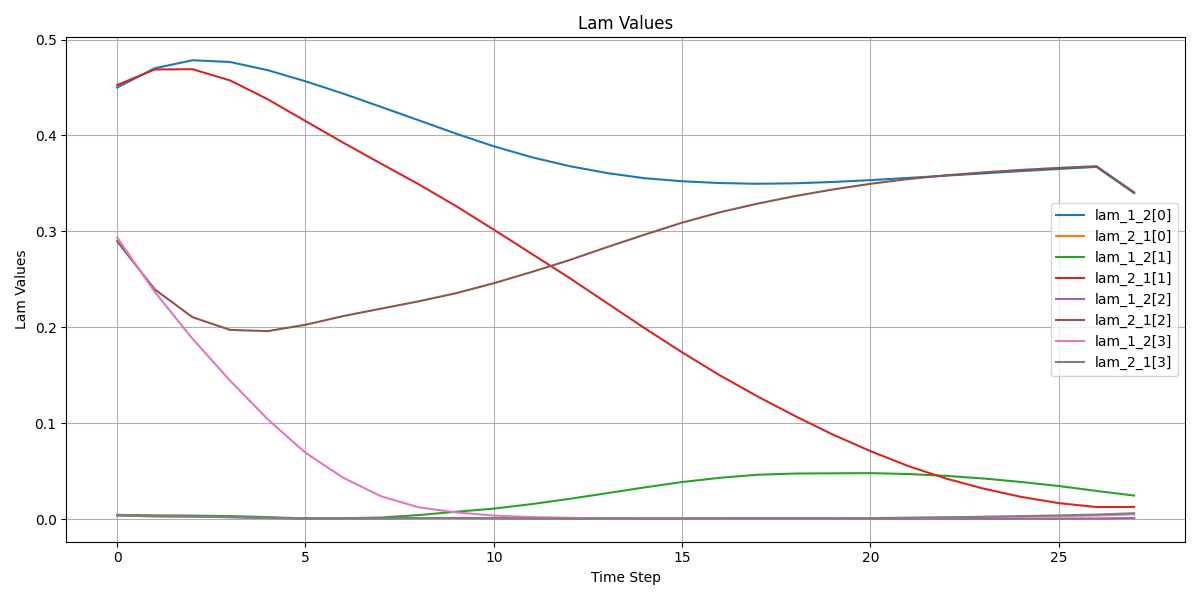 Lam Values
0.5
0.4
0.3
0.2
0.1
0.0
Lam Values
lam_1_2[0]
lam_2_1[0]
lam_1_2[1]
lam_2_1[1]
lam_1_2[2]
lam_2_1[2]
lam_1_2[3]
lam_2_1[3]
0 5 10 15 20 25
Time Step